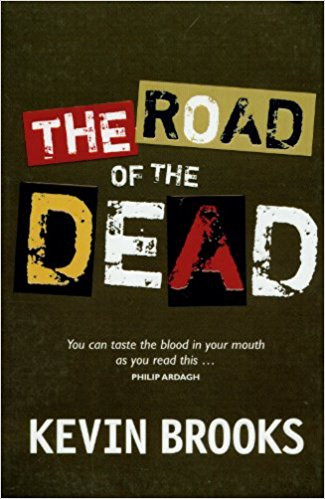 THE ROAD
OF THE
DEAD
You can taste the blood in your mouth
as you read this ...
PHILIP ARDAGH
KEVIN BROOKS